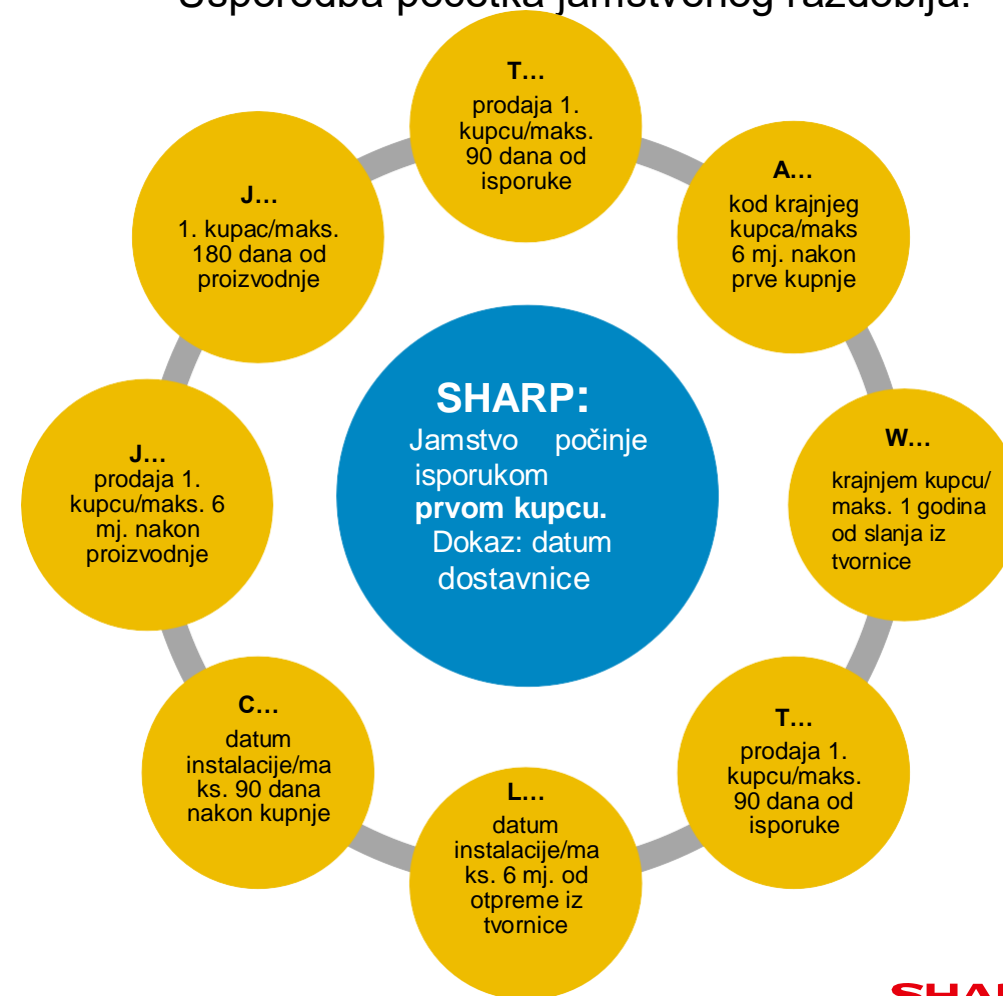 Usporedba početka jamstvenog razdoblja:
T…
prodaja 1.
kupcu/maks.
90 dana od
isporuke
A…
kod krajnjeg
kupca/maks
6 mj. nakon
prve kupnje
W…
krajnjem kupcu/
maks. 1 godina
od slanja iz
tvornice
T…
prodaja 1.
kupcu/maks.
90 dana od
isporuke
L…
datum
instalacije/ma
ks. 6 mj. od
otpreme iz
tvornice
C…
datum
instalacije/ma
ks. 90 dana
nakon kupnje
J…
prodaja 1.
kupcu/maks. 6
mj. nakon
proizvodnje
J…
1. kupac/maks.
180 dana od
proizvodnje
SHARP:
Jamstvo počinje
isporukom
prvom kupcu.
Dokaz: datum
dostavnice